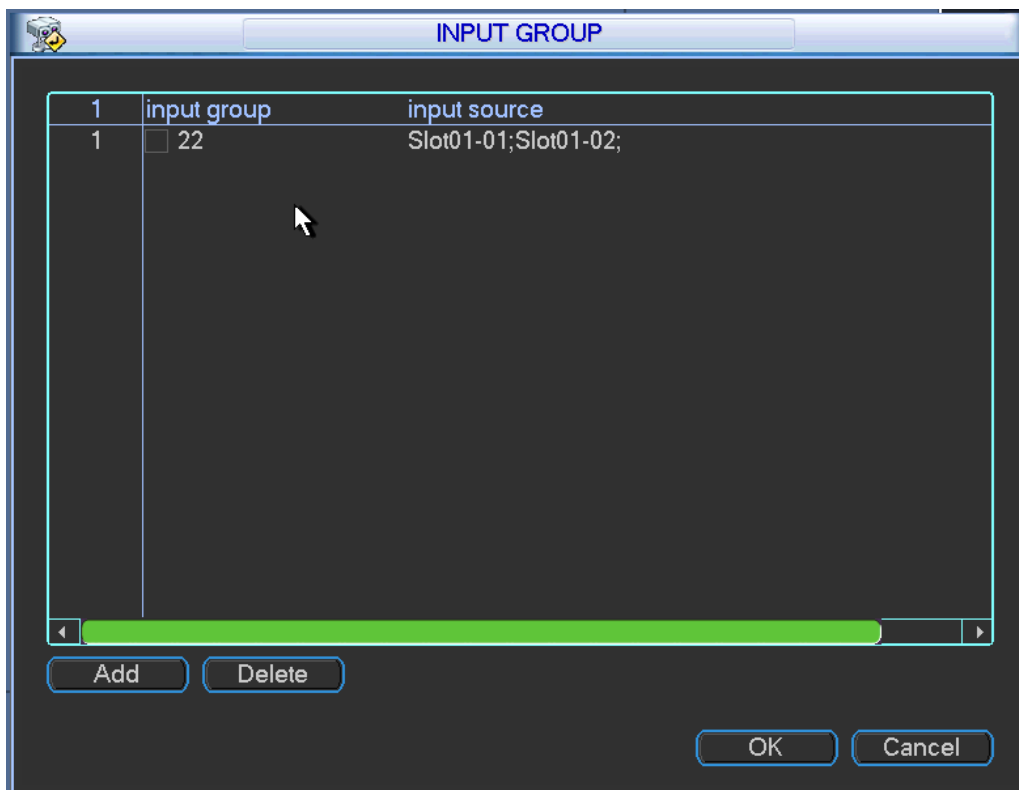 INPUT GROUP
1 input group input source
1 22 Slot01-01;Slot01-02;
Add Delete
OK Cancel